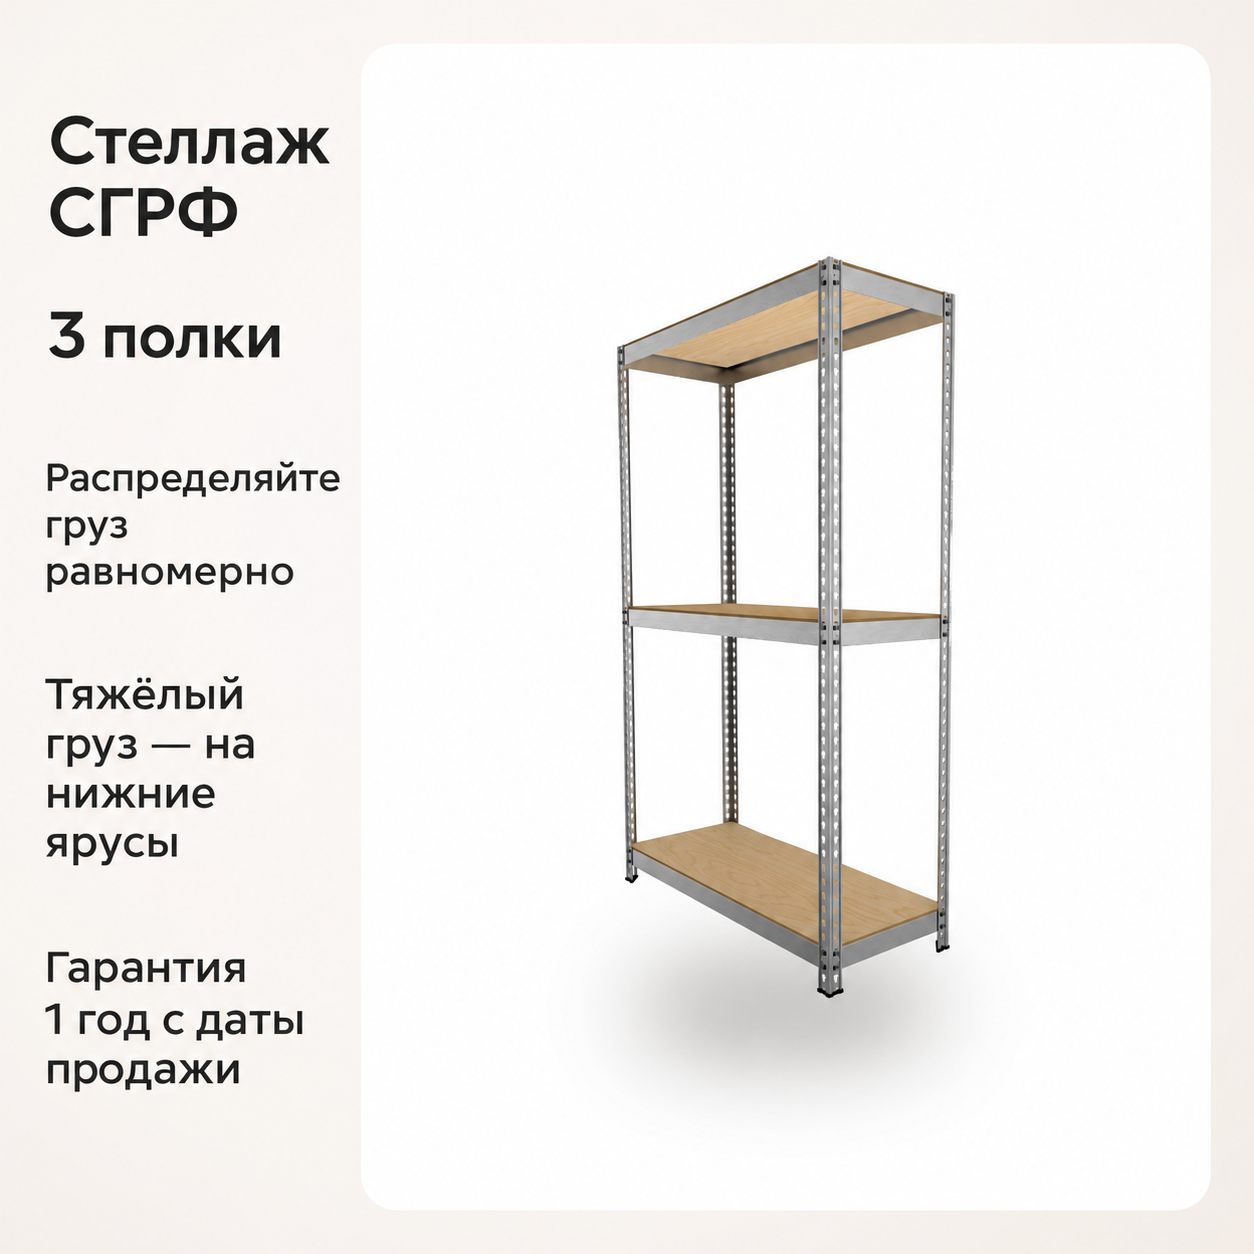 Стеллаж
СГРФ
3 полки
Распределяйте
груз
равномерно
Тяжёлый
груз — на
нижние
ярусы
Гарантия
1 год с даты
продажи